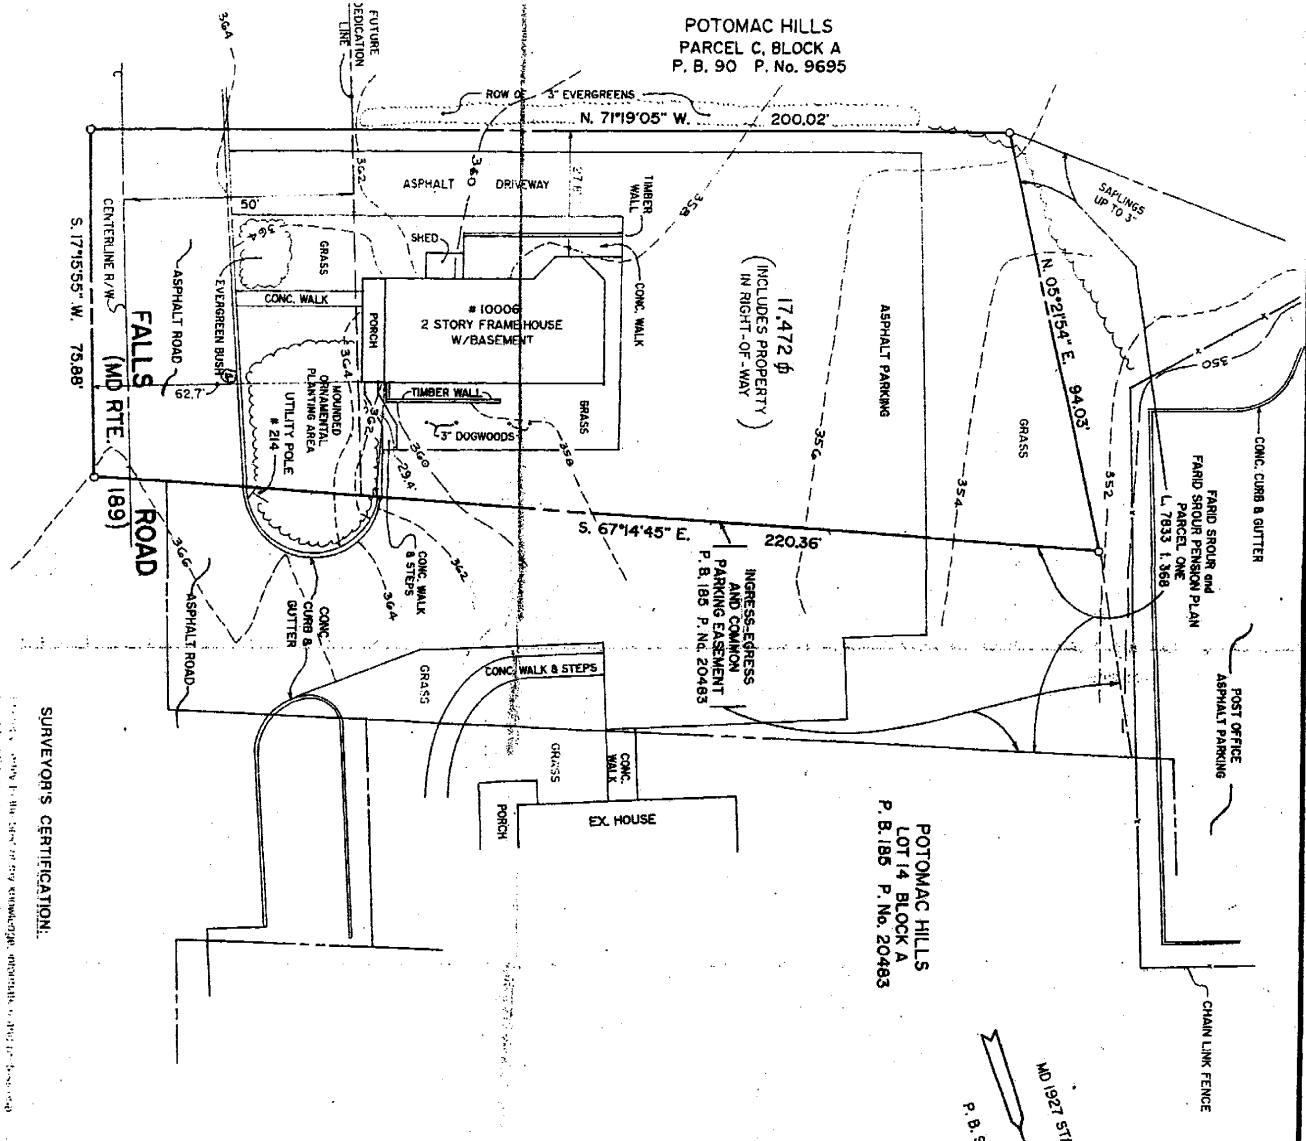 POTOMAC HILLS
PARCEL C, BLOCK A
P. B. 90 P. No. 9695
FUTURE
DEDICATION
LINE
364
ROW OF 3" EVERGREENS
N. 71°19'05" W. 200.02'
362
360
358
ASPHALT DRIVEWAY
27.8'
TIMBER
WALL
SAPLINGS
UP TO 3"
50'
CENTERLINE R/W
S. 17°15'55" W. 75.88'
ASPHALT ROAD
EVERGREEN BUSH
364
GRASS
SHED
CONC. WALK
CONC. WALK
PORCH
# 10006
2 STORY FRAME HOUSE
W/BASEMENT
17,472 ф
(INCLUDES PROPERTY
IN RIGHT-OF-WAY)
ASPHALT PARKING
N. 05°21'54" E. 94.03'
350
FALLS ROAD
(MD RTE. 189)
62.7'
364
MOUNDED
ORNAMENTAL
PLANTING AREA
UTILITY POLE
# 214
362
TIMBER WALL
3" DOGWOODS
GRASS
360
358
29.4'
356
354
GRASS
352
CONC. CURB & GUTTER
FARID SROUR and
FARID SROUR PENSION PLAN
PARCEL ONE
L. 7833 f. 368
S. 67°14'45" E. 220.36'
366
ASPHALT ROAD
CONC.
CURB &
GUTTER
364
362
CONC. WALK
& STEPS
INGRESS-EGRESS
AND COMMON
PARKING EASEMENT
P. B. 185 P. No. 20483
POST OFFICE
ASPHALT PARKING
GRASS
CONC. WALK & STEPS
GRASS
CONC.
WALK
PORCH
EX. HOUSE
POTOMAC HILLS
LOT 14 BLOCK A
P. B. 185 P. No. 20483
CHAIN LINK FENCE
SURVEYOR'S CERTIFICATION:
MD 1927